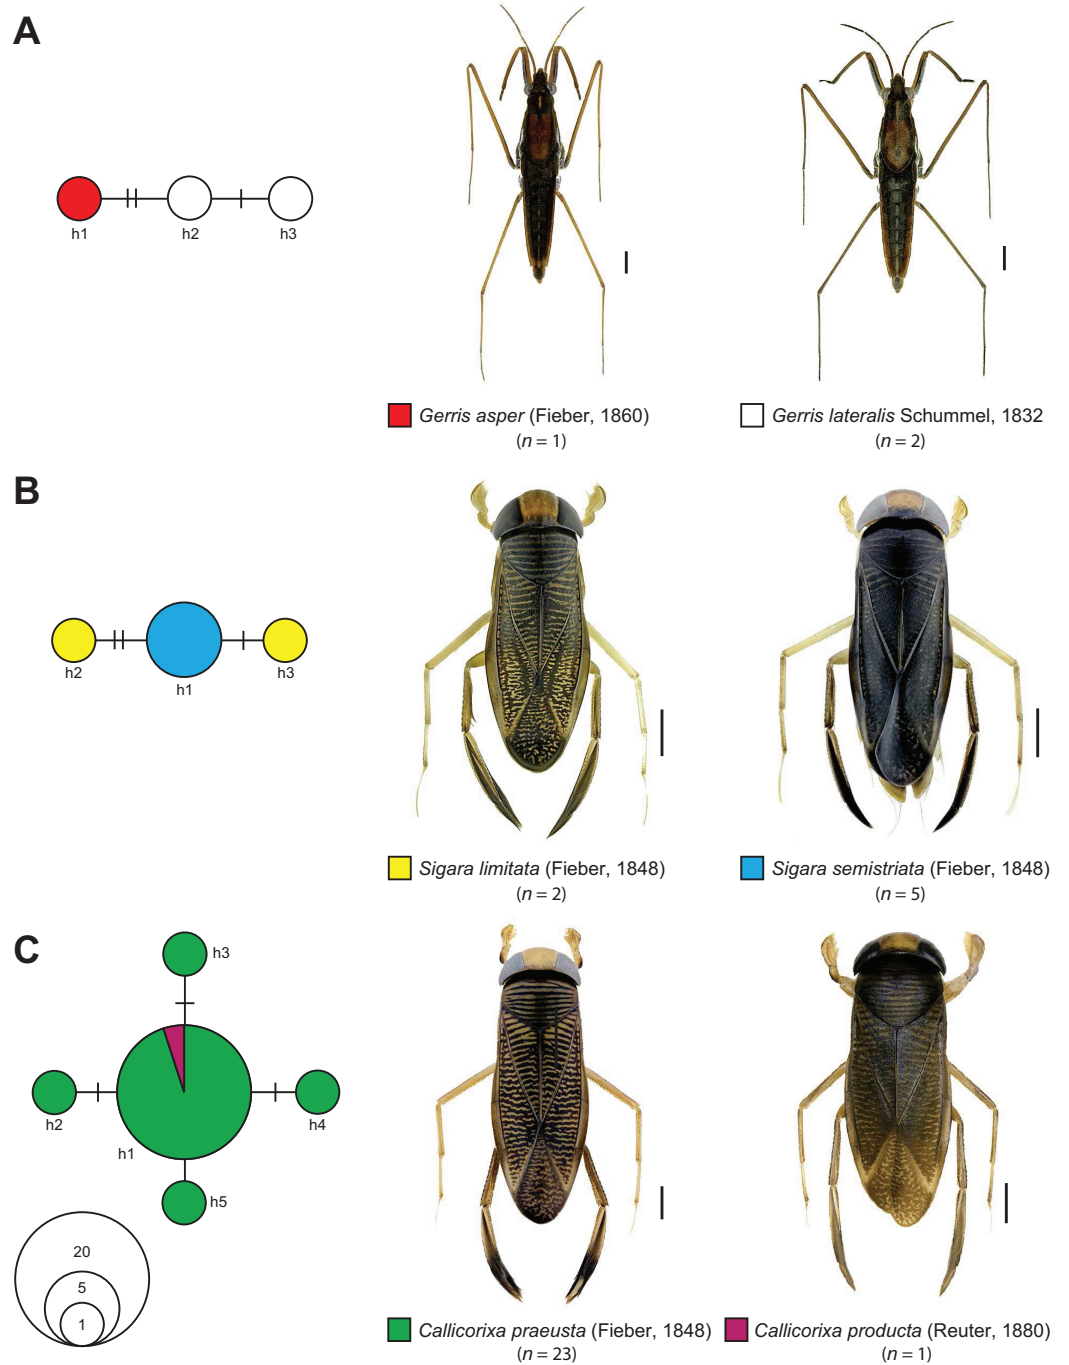 A
h1
h2
h3
Gerris asper (Fieber, 1860)
(n = 1)
Gerris lateralis Schummel, 1832
(n = 2)
B
h2
h1
h3
Sigara limitata (Fieber, 1848)
(n = 2)
Sigara semistriata (Fieber, 1848)
(n = 5)
C
h3
h2
h1
h4
h5
20
5
1
Callicorixa praeusta (Fieber, 1848)
(n = 23)
Callicorixa producta (Reuter, 1880)
(n = 1)